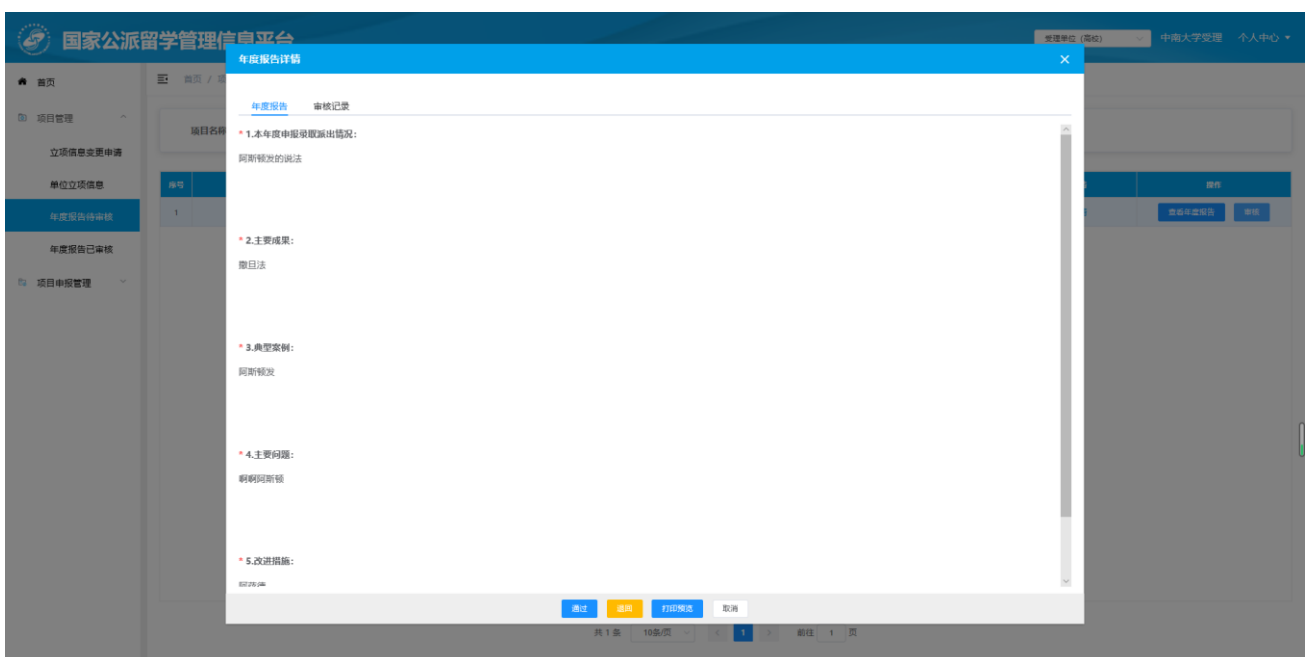 国家公派留学管理信息平台
受理单位 (高校)
中南大学受理 个人中心
年度报告详情
首页
首页 /
年度报告 审核记录
项目管理
项目名称
* 1.本年度申报录取派出情况:
立项信息变更申请
阿斯顿发的说法
单位立项信息
序号 操作
年度报告待审核
1 查看年度报告 审核
* 2.主要成果:
年度报告已审核
撒旦法
项目申报管理
* 3.典型案例:
阿斯顿发
* 4.主要问题:
啊啊阿斯顿
* 5.改进措施:
通过 退回 打印预览 取消
共 1 条 10条/页 1 前往 1 页